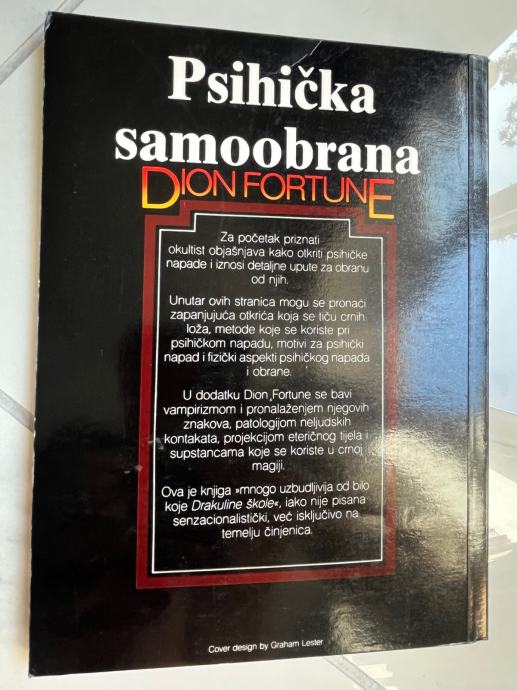 Psihička
samoobrana
DION FORTUNE
Za početak priznati
okultist objašnjava kako otkriti psihičke
napade i iznosi detaljne upute za obranu
od njih.
Unutar ovih stranica mogu se pronaći
zapanjujuća otkrića koja se tiču crnih
loža, metode koje se koriste pri
psihičkom napadu, motivi za psihički
napad i fizički aspekti psihičkog napada
i obrane.
U dodatku Dion Fortune se bavi
vampirizmom i pronalaženjem njegovih
znakova, patologijom neljudskih
kontakata, projekcijom eteričnog tijela i
supstancama koje se koriste u crnoj
magiji.
Ova je knjiga »mnogo uzbudljivija od bilo
koje Drakuline škole«, iako nije pisana
senzacionalistički, već isključivo na
temelju činjenica.
Cover design by Graham Lester